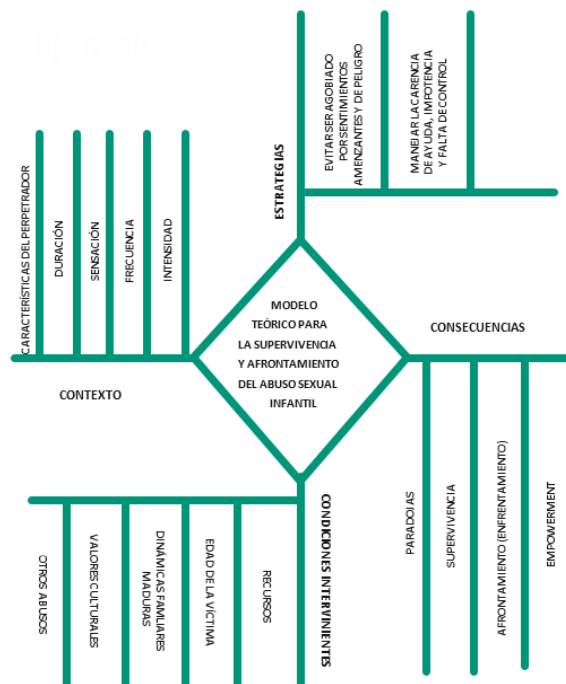 ESTRATEGIAS
EVITAR SER AGOBIADO
POR SENTIMIENTOS
AMENZANTES Y DE PELIGRO
MANEJAR LA CARENCIA
DE AYUDA, IMPOTENCIA
Y FALTA DE CONTROL
CARACTERÍSTICAS DEL PERPETRADOR
DURACIÓN
SENSACIÓN
FRECUENCIA
INTENSIDAD
CONTEXTO
MODELO
TEÓRICO PARA
LA SUPERVIVENCIA
Y AFRONTAMIENTO
DEL ABUSO SEXUAL
INFANTIL
CONSECUENCIAS
PARADOJAS
SUPERVIVENCIA
AFRONTAMIENTO (ENFRENTAMIENTO)
EMPOWERMENT
OTROS ABUSOS
VALORES CULTURALES
DINÁMICAS FAMILIARES
MADURAS
EDAD DE LA VÍCTIMA
RECURSOS
CONDICIONES INTERVINIENTES